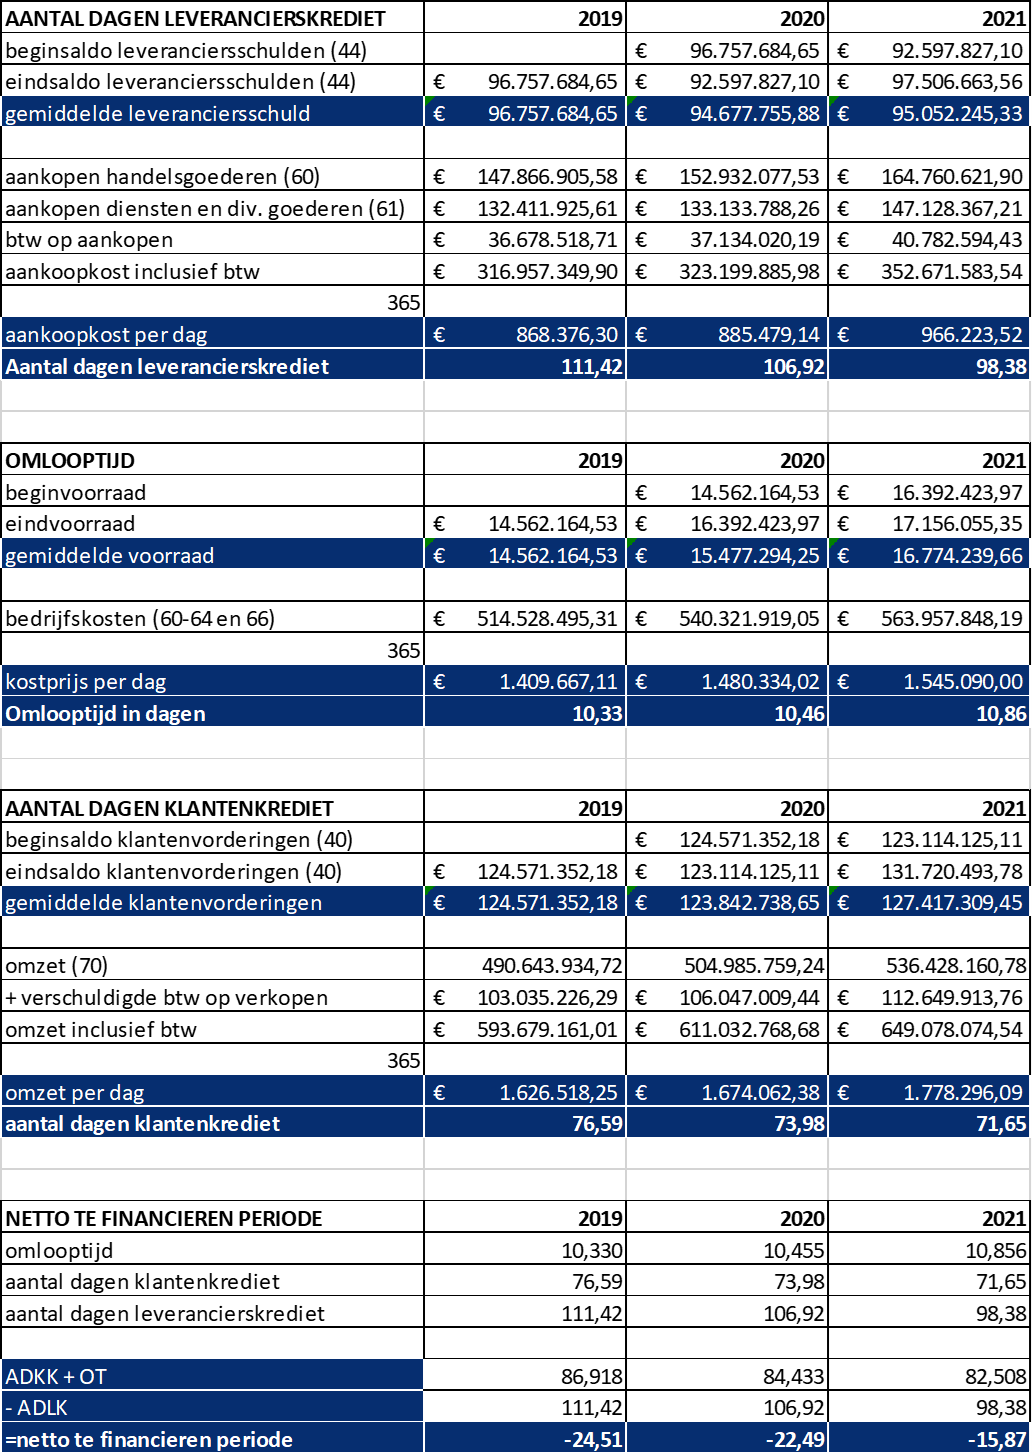 AANTAL DAGEN LEVERANCIERSKREDIET 2019 2020 2021
beginsaldo leveranciersschulden (44) € 96.757.684,65 € 92.597.827,10
eindsaldo leveranciersschulden (44) € 96.757.684,65 € 92.597.827,10 € 97.506.663,56
gemiddelde leveranciersschuld € 96.757.684,65 € 94.677.755,88 € 95.052.245,33
aankopen handelsgoederen (60) € 147.866.905,58 € 152.932.077,53 € 164.760.621,90
aankopen diensten en div. goederen (61) € 132.411.925,61 € 133.133.788,26 € 147.128.367,21
btw op aankopen € 36.678.518,71 € 37.134.020,19 € 40.782.594,43
aankoopkost inclusief btw € 316.957.349,90 € 323.199.885,98 € 352.671.583,54
365
aankoopkost per dag € 868.376,30 € 885.479,14 € 966.223,52
Aantal dagen leverancierskrediet 111,42 106,92 98,38
OMLOOPTIJD 2019 2020 2021
beginvoorraad € 14.562.164,53 € 16.392.423,97
eindvoorraad € 14.562.164,53 € 16.392.423,97 € 17.156.055,35
gemiddelde voorraad € 14.562.164,53 € 15.477.294,25 € 16.774.239,66
bedrijfskosten (60-64 en 66) € 514.528.495,31 € 540.321.919,05 € 563.957.848,19
365
kostprijs per dag € 1.409.667,11 € 1.480.334,02 € 1.545.090,00
Omlooptijd in dagen 10,33 10,46 10,86
AANTAL DAGEN KLANTENKREDIET 2019 2020 2021
beginsaldo klantenvorderingen (40) € 124.571.352,18 € 123.114.125,11
eindsaldo klantenvorderingen (40) € 124.571.352,18 € 123.114.125,11 € 131.720.493,78
gemiddelde klantenvorderingen € 124.571.352,18 € 123.842.738,65 € 127.417.309,45
omzet (70) 490.643.934,72 504.985.759,24 536.428.160,78
+ verschuldigde btw op verkopen € 103.035.226,29 € 106.047.009,44 € 112.649.913,76
omzet inclusief btw € 593.679.161,01 € 611.032.768,68 € 649.078.074,54
365
omzet per dag € 1.626.518,25 € 1.674.062,38 € 1.778.296,09
aantal dagen klantenkrediet 76,59 73,98 71,65
NETTO TE FINANCIEREN PERIODE 2019 2020 2021
omlooptijd 10,330 10,455 10,856
aantal dagen klantenkrediet 76,59 73,98 71,65
aantal dagen leverancierskrediet 111,42 106,92 98,38
ADKK + OT 86,918 84,433 82,508
- ADLK 111,42 106,92 98,38
=netto te financieren periode -24,51 -22,49 -15,87